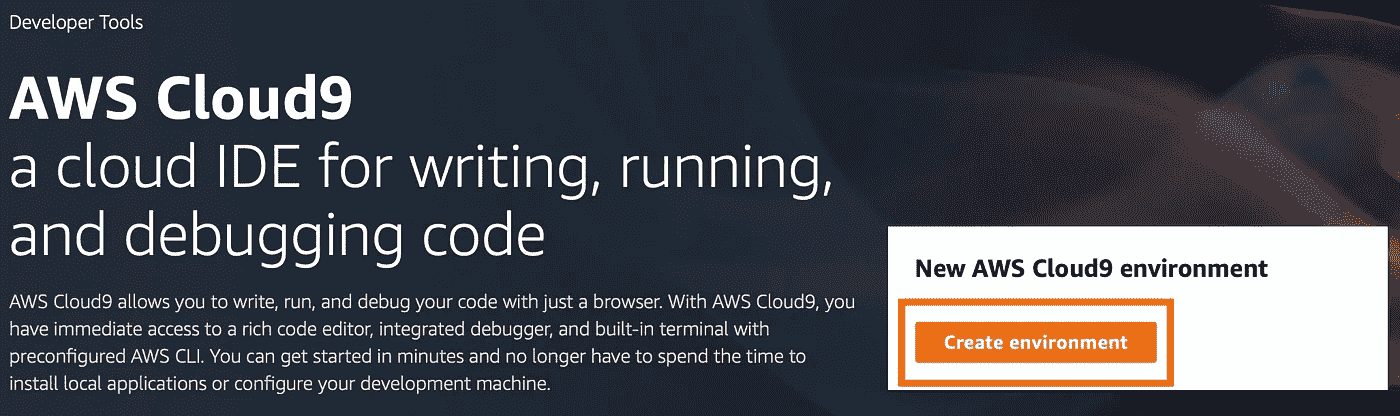 Developer Tools
AWS Cloud9
a cloud IDE for writing, running,
and debugging code
AWS Cloud9 allows you to write, run, and debug your code with just a browser. With AWS Cloud9, you
have immediate access to a rich code editor, integrated debugger, and built-in terminal with
preconfigured AWS CLI. You can get started in minutes and no longer have to spend the time to
install local applications or configure your development machine.
New AWS Cloud9 environment
Create environment